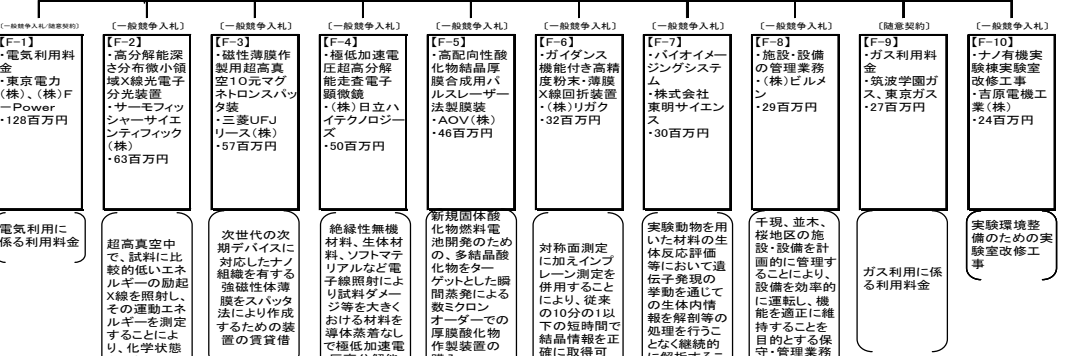 〔一般競争入札/随意契約〕
【F-1】
・電気利用料
金
・東京電力
(株)、(株)F
-Power
・128百万円
電気利用に
係る利用料金
〔一般競争入札〕
【F-2】
・高分解能深
さ分布微小領
域X線光電子
分光装置
・サーモフィッ
シャーサイエ
ンティフィック
(株)
・63百万円
超高真空中
で、試料に比
較的低いエネ
ルギーの励起
X線を照射し、
その運動エネ
ルギーを測定
することによ
り、化学状態
〔一般競争入札〕
【F-3】
・磁性薄膜作
製用超高真
空10元マグ
ネトロンスパッ
タ装
・三菱UFJ
リース(株)
・57百万円
次世代の次
期デバイスに
対応したナノ
組織を有する
強磁性体薄
膜をスパッタ
法により作成
するための装
置の賃貸借
〔一般競争入札〕
【F-4】
・極低加速電
圧超高分解
能走査電子
顕微鏡
・(株)日立ハ
イテクノロジー
ズ
・50百万円
絶縁性無機
材料、生体材
料、ソフトマテ
リアルなど電
子線照射によ
り試料ダメー
ジ等を大きく
おける材料を
導体蒸着なし
で極低加速電
〔一般競争入札〕
【F-5】
・高配向性酸
化物結晶厚
膜合成用パ
ルスレーザー
法製膜装
・AOV(株)
・46百万円
新規固体酸
化物燃料電
池開発のため
の、多結晶酸
化物をター
ゲットとした瞬
間蒸発による
数ミクロン
オーダーでの
厚膜酸化物
作製装置の
〔一般競争入札〕
【F-6】
・ガイダンス
機能付き高精
度粉末・薄膜
X線回折装置
・(株)リガク
・32百万円
対称面測定
に加えインプ
レーン測定を
併用すること
により、従来
の10分の1以
下の短時間で
結晶情報を正
確に取得可
〔一般競争入札〕
【F-7】
・バイオイメー
ジングシステ
ム
・株式会社
東明サイエン
ス
・30百万円
実験動物を用
いた材料の生
体反応評価
等において遺
伝子発現の
挙動を通じて
の生体内情
報を解剖等の
処理を行うこ
となく継続的
に解析するこ
〔一般競争入札〕
【F-8】
・施設・設備
の管理業務
・(株)ビルメ
ン
・29百万円
千現、並木、
桜地区の施
設・設備を計
画的に管理す
ることにより、
設備を効率的
に運転し、機
能を適正に維
持することを
目的とする保
守・管理業務
〔随意契約〕
【F-9】
・ガス利用料
金
・筑波学園ガ
ス、東京ガス
・27百万円
ガス利用に係
る利用料金
〔一般競争入札〕
【F-10】
・ナノ有機実
験棟実験室
改修工事
・吉原電機工
業(株)
・24百万円
実験環境整
備のための実
験室改修工
事